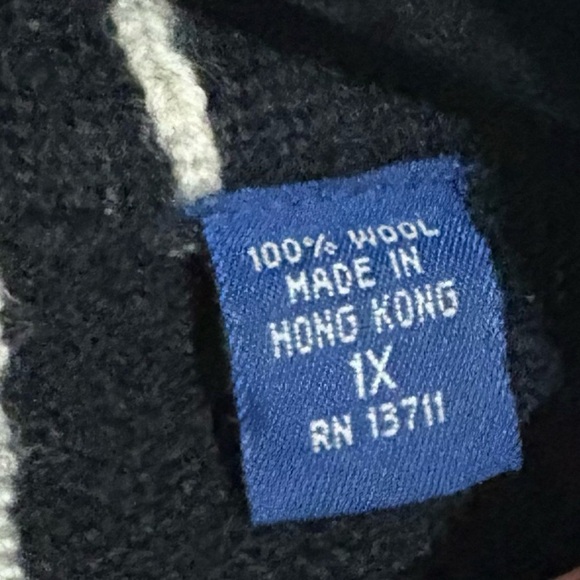 100% WOOL
MADE IN
HONG KONG
1X
RN 13711